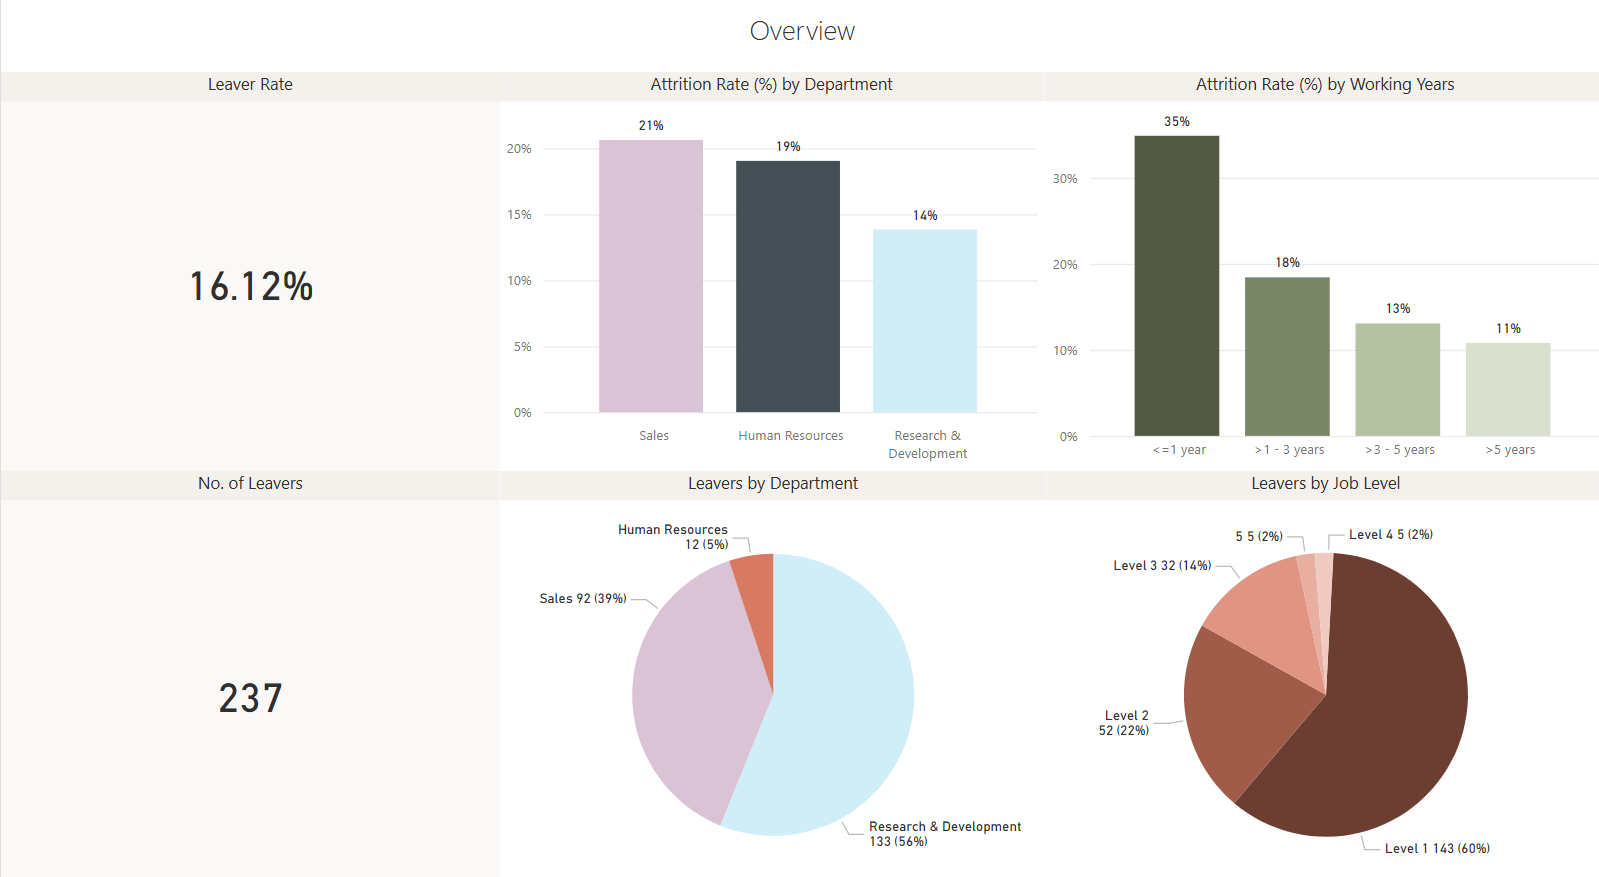 Overview
Leaver Rate
16.12%
Attrition Rate (%) by Department
21%
19%
14%
20%
15%
10%
5%
0%
Sales
Human Resources
Research &
Development
Attrition Rate (%) by Working Years
35%
18%
13%
11%
30%
20%
10%
0%
<=1 year
>1 - 3 years
>3 - 5 years
>5 years
No. of Leavers
237
Leavers by Department
Human Resources
12 (5%)
Sales 92 (39%)
Research & Development
133 (56%)
Leavers by Job Level
5 5 (2%)
Level 4 5 (2%)
Level 3 32 (14%)
Level 2
52 (22%)
Level 1 143 (60%)